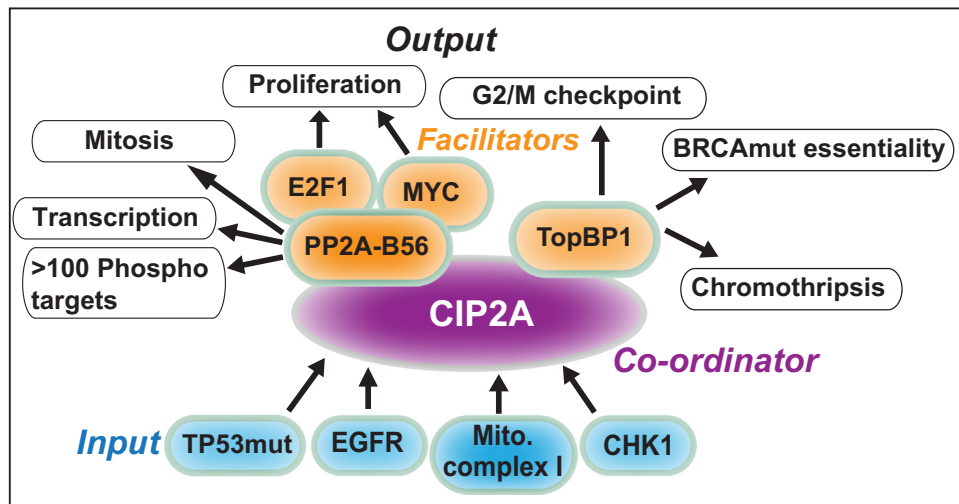 Output
Proliferation
G2/M checkpoint
Mitosis
Facilitators
BRCAmut essentiality
E2F1
MYC
Transcription
PP2A-B56
TopBP1
>100 Phospho
targets
Chromothripsis
CIP2A
Co-ordinator
Input
TP53mut
EGFR
Mito.
complex I
CHK1